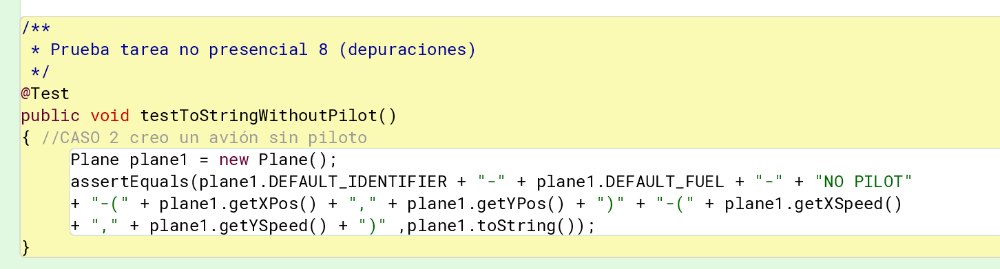 /**
 * Prueba tarea no presencial 8 (depuraciones)
 */
@Test
public void testToStringWithoutPilot()
{ //CASO 2 creo un avión sin piloto
     Plane plane1 = new Plane();
     assertEquals(plane1.DEFAULT_IDENTIFIER + "-" + plane1.DEFAULT_FUEL + "-" + "NO PILOT"
     + "-(" + plane1.getXPos() + "," + plane1.getYPos() + ")" + "-(" + plane1.getXSpeed()
     + "," + plane1.getYSpeed() + ")" ,plane1.toString());
}